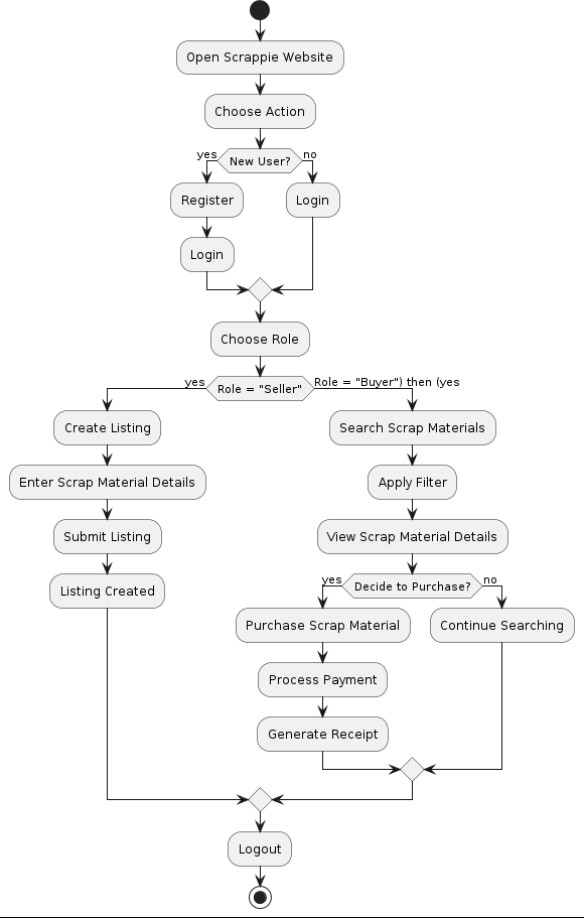 Open Scrappie Website
Choose Action
yes
New User?
no
Register
Login
Login
Choose Role
yes
Role = "Seller"
Role = "Buyer") then (yes
Create Listing
Search Scrap Materials
Enter Scrap Material Details
Apply Filter
Submit Listing
View Scrap Material Details
Listing Created
yes
Decide to Purchase?
no
Purchase Scrap Material
Continue Searching
Process Payment
Generate Receipt
Logout